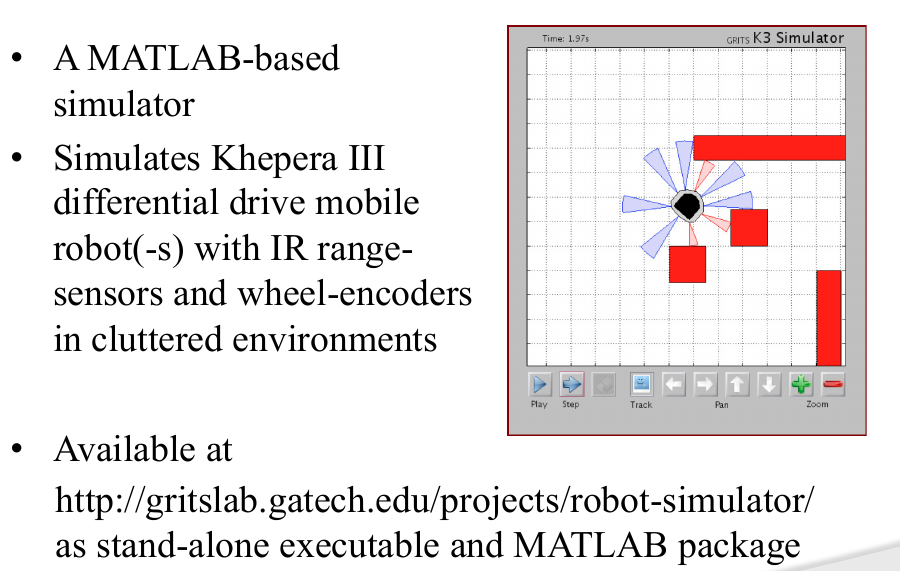 • A MATLAB-based
simulator
• Simulates Khepera III
differential drive mobile
robot(-s) with IR range-
sensors and wheel-encoders
in cluttered environments
• Available at
http://gritslab.gatech.edu/projects/robot-simulator/
as stand-alone executable and MATLAB package
Time: 1.97s
GRITS K3 Simulator
Play Step Track Pan Zoom